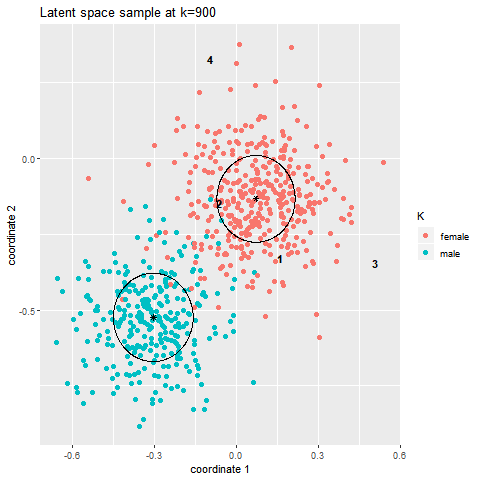 Latent space sample at k=900
4
0.0
2
1
3
-0.5
-0.6
-0.3
0.0
0.3
0.6
coordinate 1
coordinate 2
K
female
male